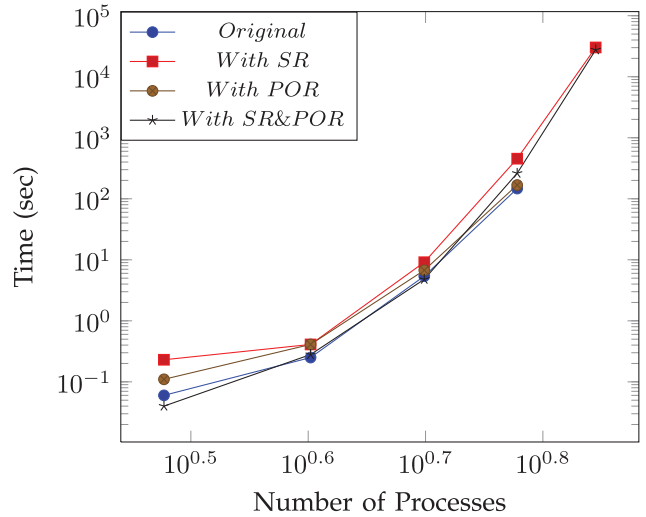 10^5
10^4
10^3
10^2
10^1
10^0
10^−1
Time (sec)
Original
With SR
With POR
With SR&POR
10^0.5
10^0.6
10^0.7
10^0.8
Number of Processes